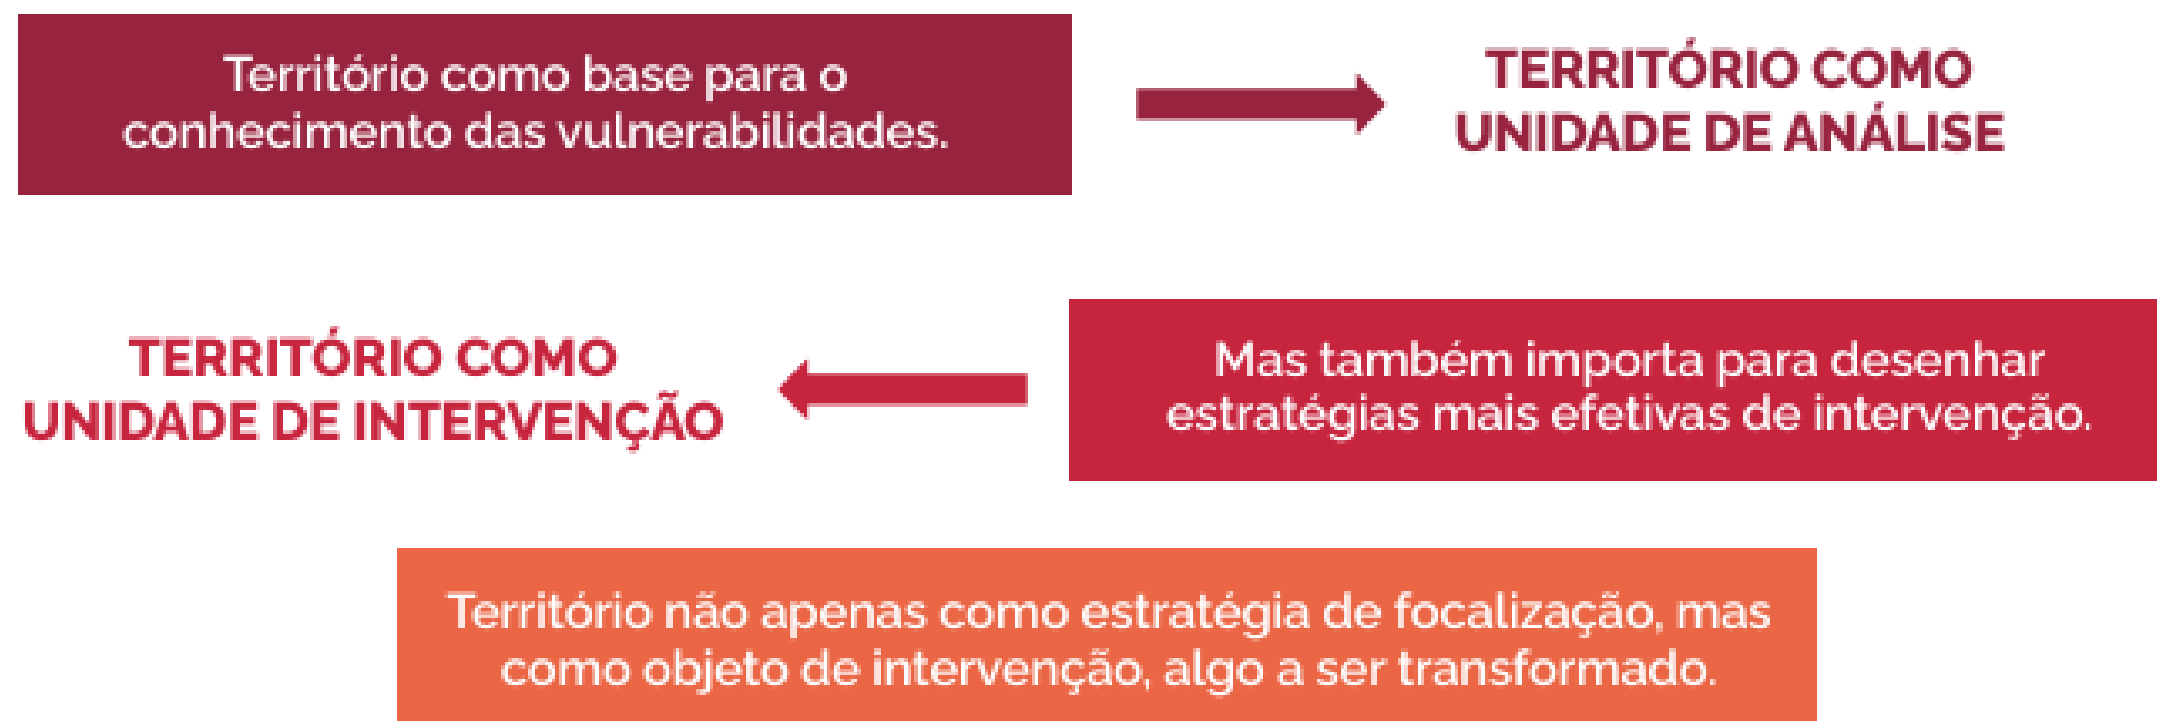 Território como base para o
conhecimento das vulnerabilidades.
TERRITÓRIO COMO
UNIDADE DE ANÁLISE
TERRITÓRIO COMO
UNIDADE DE INTERVENÇÃO
Mas também importa para desenhar
estratégias mais efetivas de intervenção.
Território não apenas como estratégia de focalização, mas
como objeto de intervenção, algo a ser transformado.